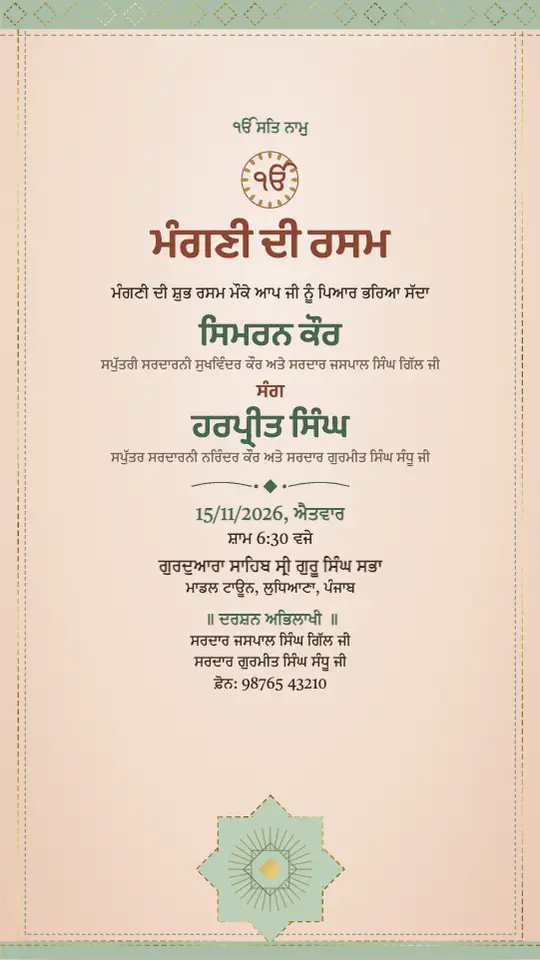 ੴ ਸਤਿ ਨਾਮੁ
ੴ
ਮੰਗਣੀ ਦੀ ਰਸਮ
ਮੰਗਣੀ ਦੀ ਸ਼ੁਭ ਰਸਮ ਮੌਕੇ ਆਪ ਜੀ ਨੂੰ ਪਿਆਰ ਭਰਿਆ ਸੱਦਾ
ਸਿਮਰਨ ਕੌਰ
ਸਪੁੱਤਰੀ ਸਰਦਾਰਨੀ ਸੁਖਵਿੰਦਰ ਕੌਰ ਅਤੇ ਸਰਦਾਰ ਜਸਪਾਲ ਸਿੰਘ ਗਿੱਲ ਜੀ
ਸੰਗ
ਹਰਪ੍ਰੀਤ ਸਿੰਘ
ਸਪੁੱਤਰ ਸਰਦਾਰਨੀ ਨਰਿੰਦਰ ਕੌਰ ਅਤੇ ਸਰਦਾਰ ਗੁਰਮੀਤ ਸਿੰਘ ਸੰਧੂ ਜੀ
15/11/2026, ਐਤਵਾਰ
ਸ਼ਾਮ 6:30 ਵਜੇ
ਗੁਰਦੁਆਰਾ ਸਾਹਿਬ ਸ੍ਰੀ ਗੁਰੂ ਸਿੰਘ ਸਭਾ
ਮਾਡਲ ਟਾਊਨ, ਲੁਧਿਆਣਾ, ਪੰਜਾਬ
॥ ਦਰਸ਼ਨ ਅਭਿਲਾਖੀ ॥
ਸਰਦਾਰ ਜਸਪਾਲ ਸਿੰਘ ਗਿੱਲ ਜੀ
ਸਰਦਾਰ ਗੁਰਮੀਤ ਸਿੰਘ ਸੰਧੂ ਜੀ
ਫ਼ੋਨ: 98765 43210